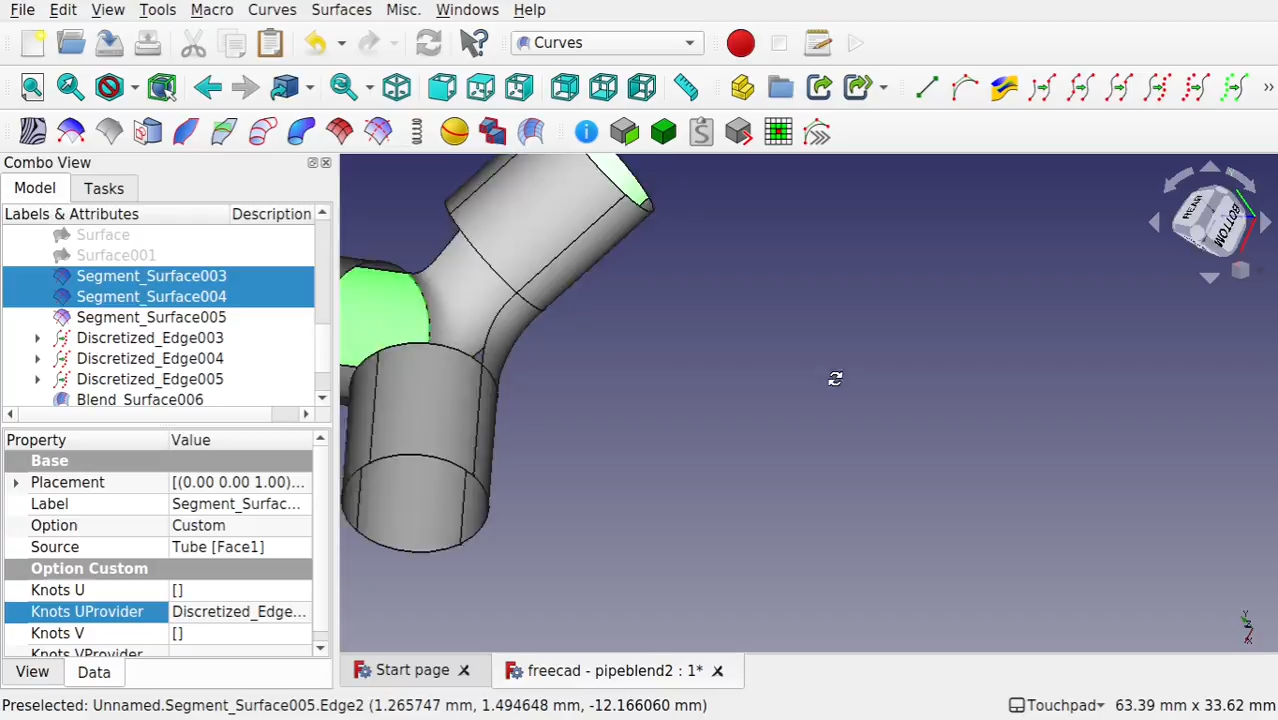 File Edit View Tools Macro Curves Surfaces Misc. Windows Help
Curves
Combo View
Model Tasks
Labels & Attributes Description
Surface
Surface001
Segment_Surface003
Segment_Surface004
Segment_Surface005
Discretized_Edge003
Discretized_Edge004
Discretized_Edge005
Blend_Surface006
Property Value
Base
Placement [(0.00 0.00 1.00)...
Label Segment_Surfac...
Option Custom
Source Tube [Face1]
Option Custom
Knots U []
Knots UProvider Discretized_Edge...
Knots V []
Knots VProvider
View Data
Start page
freecad - pipeblend2 : 1*
BOTTOM
Preselected: Unnamed.Segment_Surface005.Edge2 (1.265747 mm, 1.494648 mm, -12.166060 mm)
Touchpad
63.39 mm x 33.62 mm